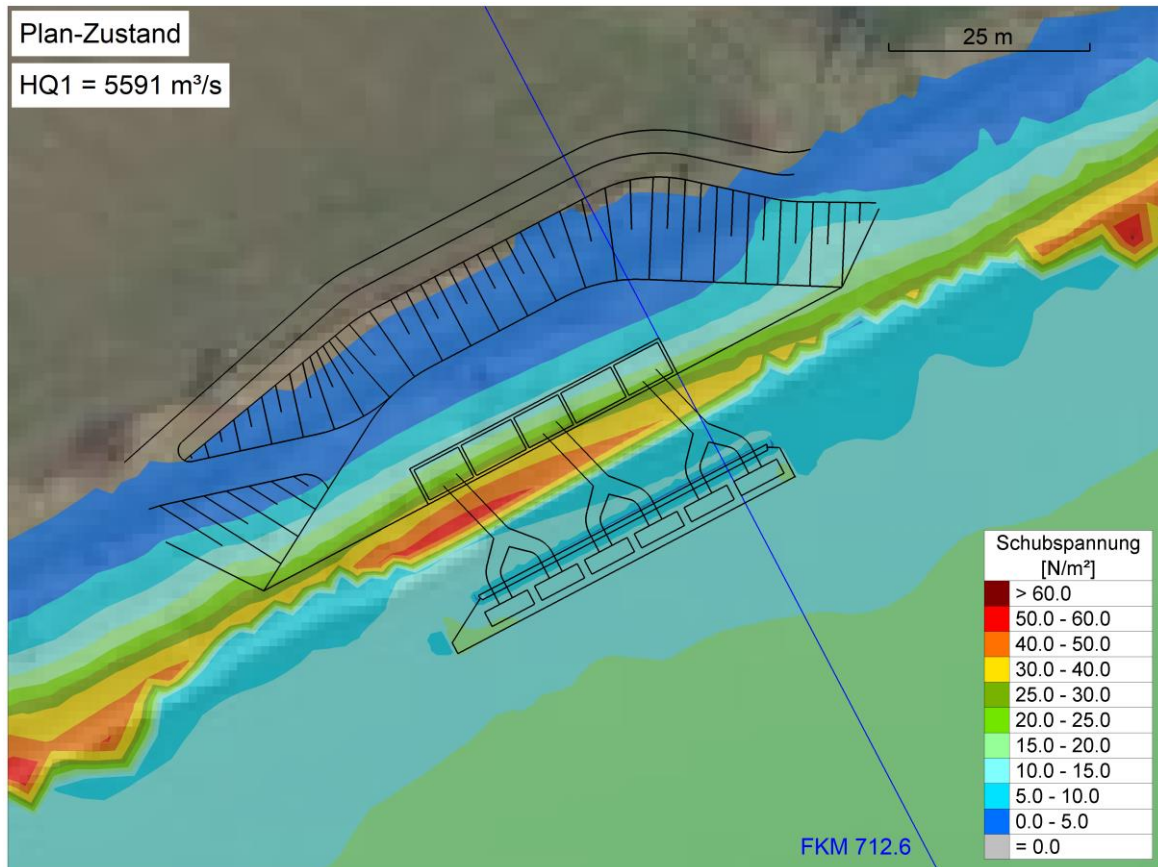 Plan-Zustand
HQ1 = 5591 m³/s
25 m
Schubspannung
[N/m²]
> 60.0
50.0 - 60.0
40.0 - 50.0
30.0 - 40.0
25.0 - 30.0
20.0 - 25.0
15.0 - 20.0
10.0 - 15.0
5.0 - 10.0
0.0 - 5.0
= 0.0
FKM 712.6